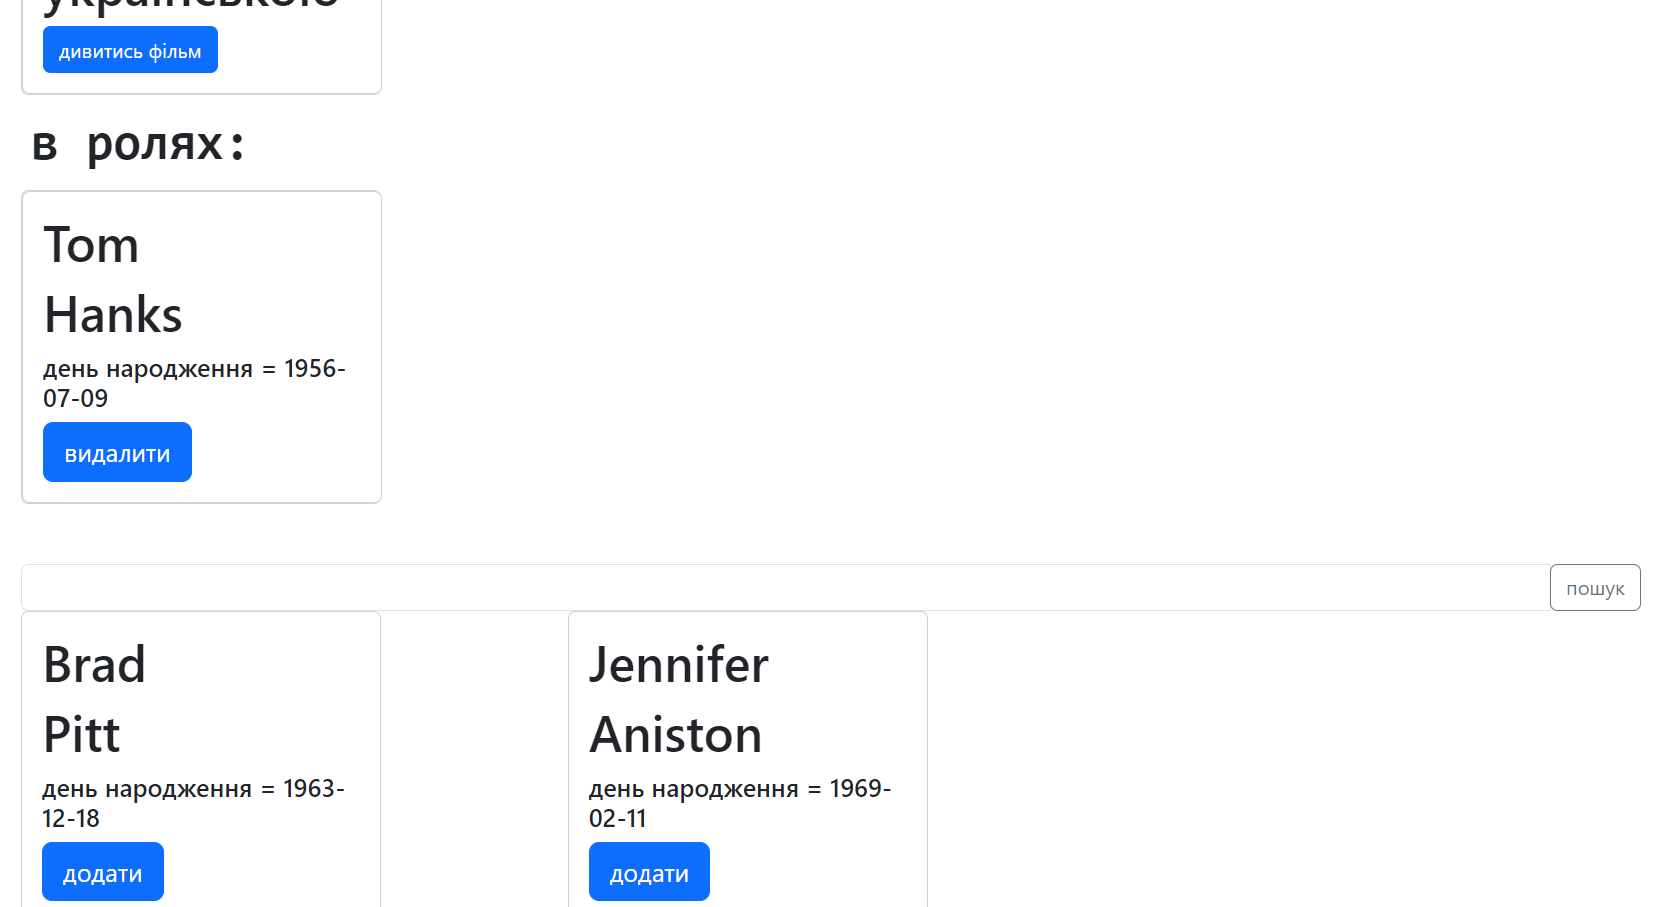 українською
дивитись фільм
в ролях:
Tom
Hanks
день народження = 1956-
07-09
видалити
пошук
Brad
Pitt
день народження = 1963-
12-18
додати
Jennifer
Aniston
день народження = 1969-
02-11
додати